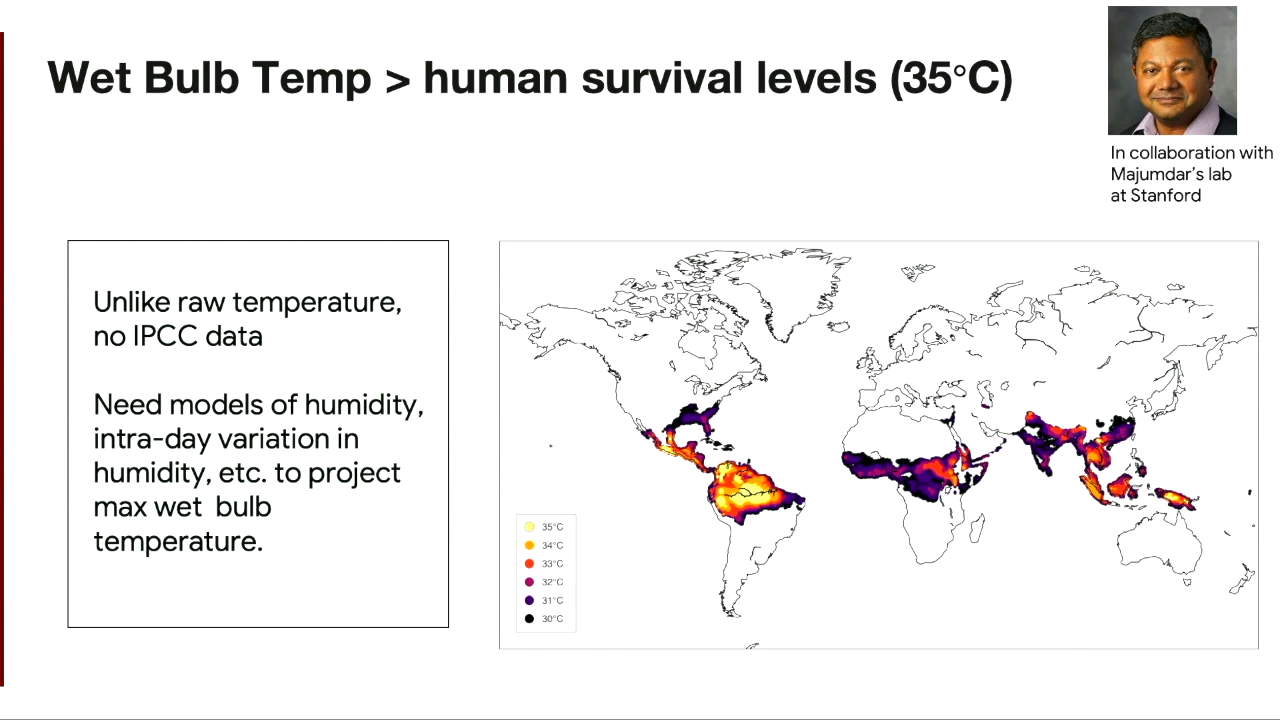 Wet Bulb Temp > human survival levels (35°C)
In collaboration with
Majumdar's lab
at Stanford
Unlike raw temperature,
no IPCC data
Need models of humidity,
intra-day variation in
humidity, etc. to project
max wet bulb
temperature.
35°C
34°C
33°C
32°C
31°C
30°C